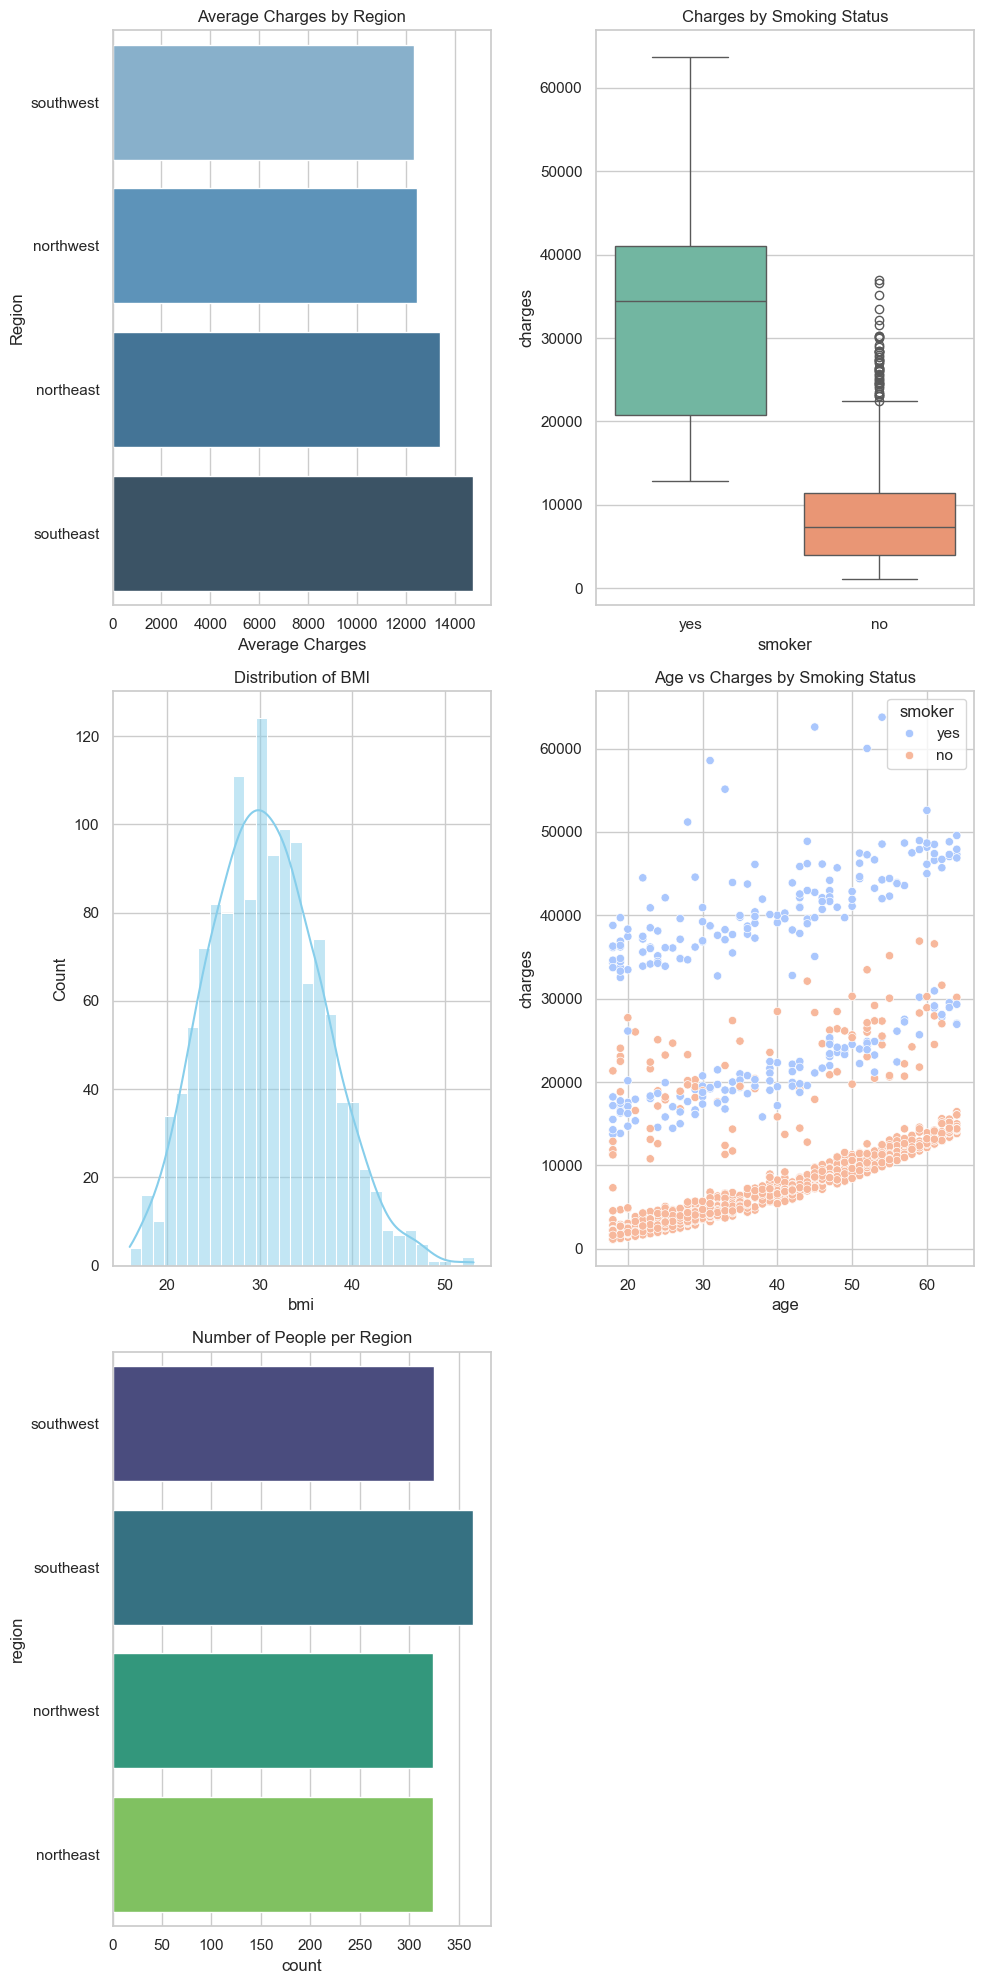 Average Charges by Region
Region
southwest
northwest
northeast
southeast
0 2000 4000 6000 8000 10000 12000 14000
Average Charges
Charges by Smoking Status
charges
60000
50000
40000
30000
20000
10000
0
yes no
smoker
Distribution of BMI
Count
120
100
80
60
40
20
0
20 30 40 50
bmi
Age vs Charges by Smoking Status
smoker
yes
no
charges
60000
50000
40000
30000
20000
10000
0
20 30 40 50 60
age
Number of People per Region
region
southwest
southeast
northwest
northeast
0 50 100 150 200 250 300 350
count